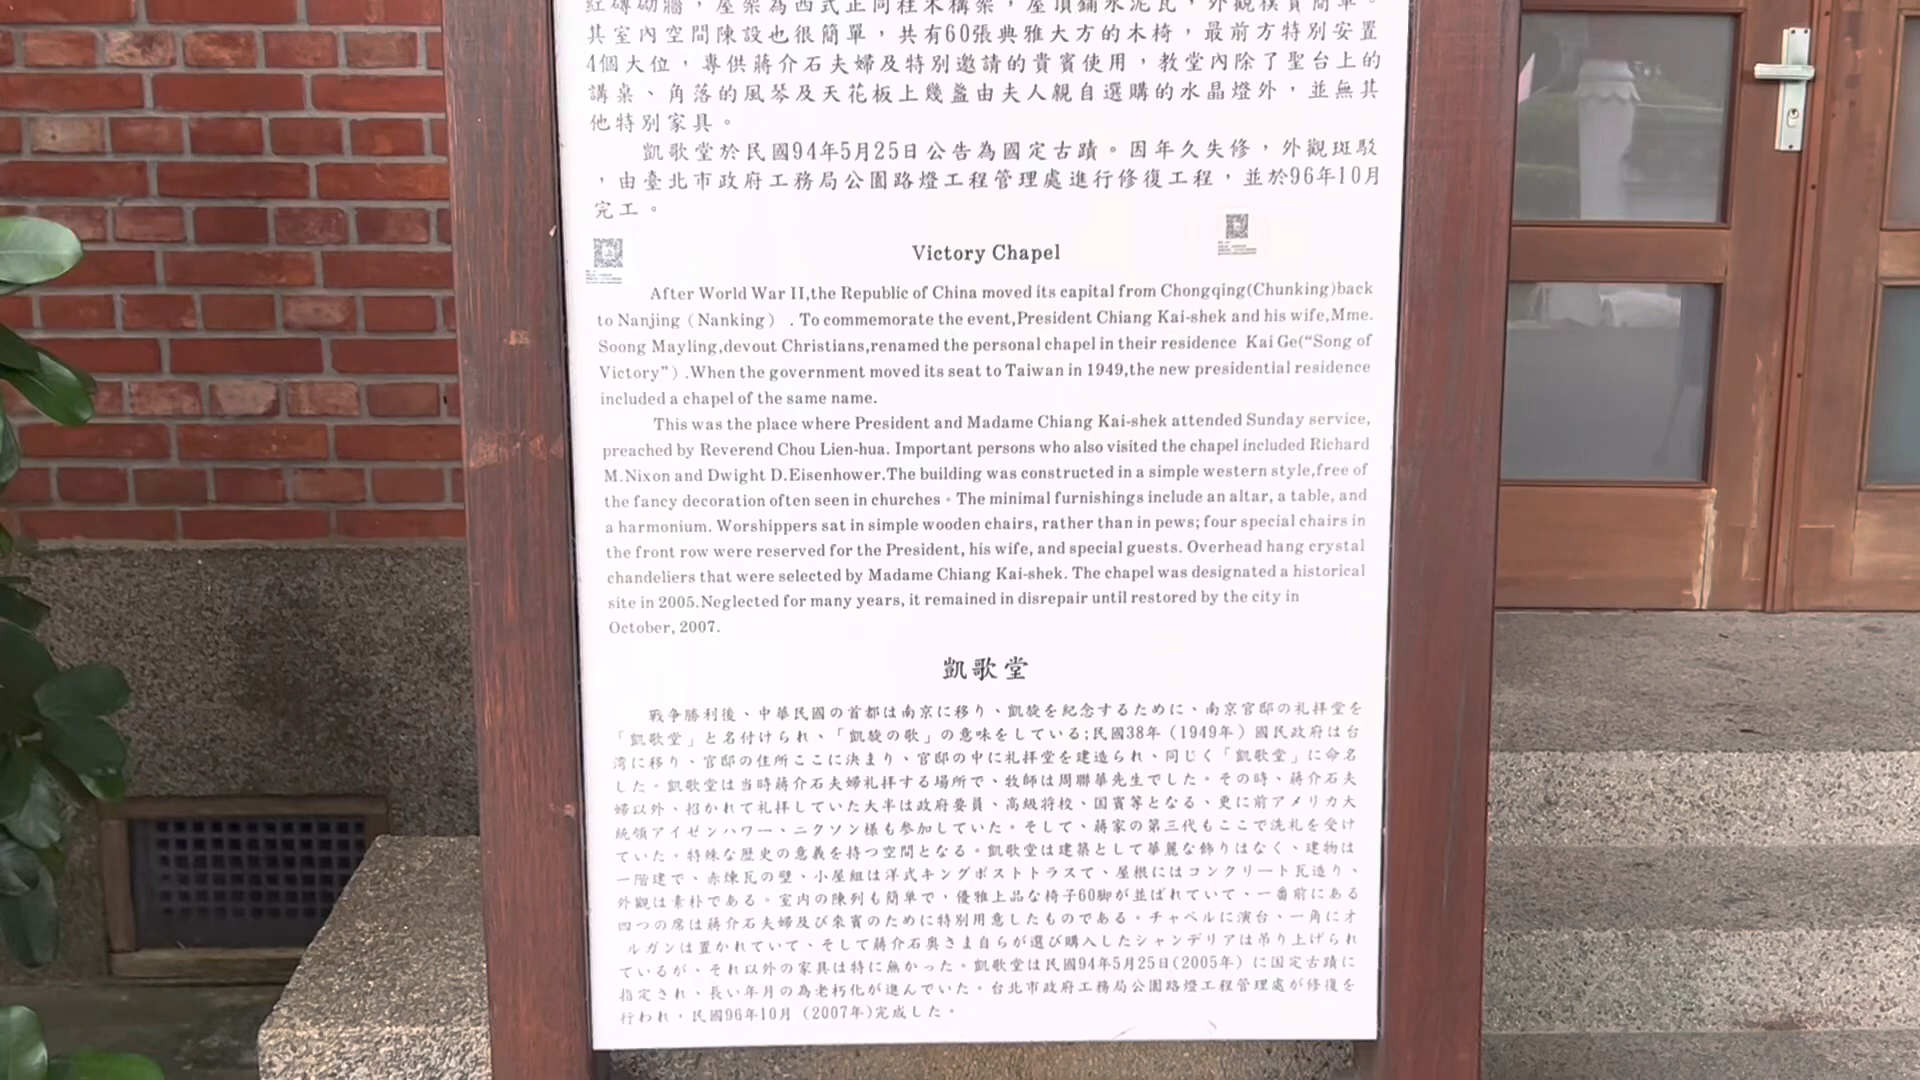 紅磚砌牆，屋架為西式正同柱木構架，屋頂鋪水泥瓦，外觀樸實簡單。
其室內空間陳設也很簡單，共有60張典雅大方的木椅，最前方特別安置
4個大位，專供蔣介石夫婦及特別邀請的貴賓使用，教堂內除了聖台上的
講桌、角落的風琴及天花板上幾盞由夫人親自選購的水晶燈外，並無其
他特別家具。
凱歌堂於民國94年5月25日公告為國定古蹟。因年久失修，外觀斑駁
，由臺北市政府工務局公園路燈工程管理處進行修復工程，並於96年10月
完工。
Victory Chapel
After World War II,the Republic of China moved its capital from Chongqing(Chunking)back
to Nanjing（Nanking） . To commemorate the event,President Chiang Kai-shek and his wife,Mme.
Soong Mayling,devout Christians,renamed the personal chapel in their residence Kai Ge(“Song of
Victory”) .When the government moved its seat to Taiwan in 1949,the new presidential residence
included a chapel of the same name.
This was the place where President and Madame Chiang Kai-shek attended Sunday service,
preached by Reverend Chou Lien-hua. Important persons who also visited the chapel included Richard
M.Nixon and Dwight D.Eisenhower.The building was constructed in a simple western style,free of
the fancy decoration often seen in churches。The minimal furnishings include an altar, a table, and
a harmonium. Worshippers sat in simple wooden chairs, rather than in pews; four special chairs in
the front row were reserved for the President, his wife, and special guests. Overhead hang crystal
chandeliers that were selected by Madame Chiang Kai-shek. The chapel was designated a historical
site in 2005.Neglected for many years, it remained in disrepair until restored by the city in
October, 2007.
凱歌堂
戰争勝利後、中華民國の首都は南京に移り、凱旋を紀念するために、南京官邸の礼拝堂を
「凱歌堂」と名付けられ、「凱旋の歌」の意味をしている;民國38年（1949年）國民政府は台
湾に移り、官邸の住所ここに決まり、官邸の中に礼拝堂を建造られ、同じく「凱歌堂」に命名
した。凱歌堂は当時蔣介石夫婦礼拝する場所で、牧師は周聯華先生でした。その時、蔣介石夫
婦以外、招かれて礼拝していた大半は政府要員、高級将校、国賓等となる、更に前アメリカ大
統領アイゼンハワー、ニクソン様も参加していた。そして、蔣家の第三代もここで洗礼を受け
ていた。特殊な歴史の意義を持つ空間となる。凱歌堂は建築として華麗な飾りはなく、建物は
一階建で、赤煉瓦の壁、小屋組は洋式キングポストトラスで、屋根にはコンクリート瓦造り、
外観は素朴である。室内の陳列も簡単で，優雅上品な椅子60脚が並ばれていて、一番前にある
四つの席は蔣介石夫婦及び來賓のために特別用意したものである。チャペルに演台、一角にオ
ルガンは置かれていて、そして蔣介石奥さま自らが選び購入したシャンデリアは吊り上げられ
ているが、それ以外の家具は特に無かった。凱歌堂は民國94年5月25日(2005年）に国定古蹟に
指定され、長い年月の為老朽化が進んでいた。台北市政府工務局公園路燈工程管理處が修復を
行われ，民國96年10月（2007年)完成した。